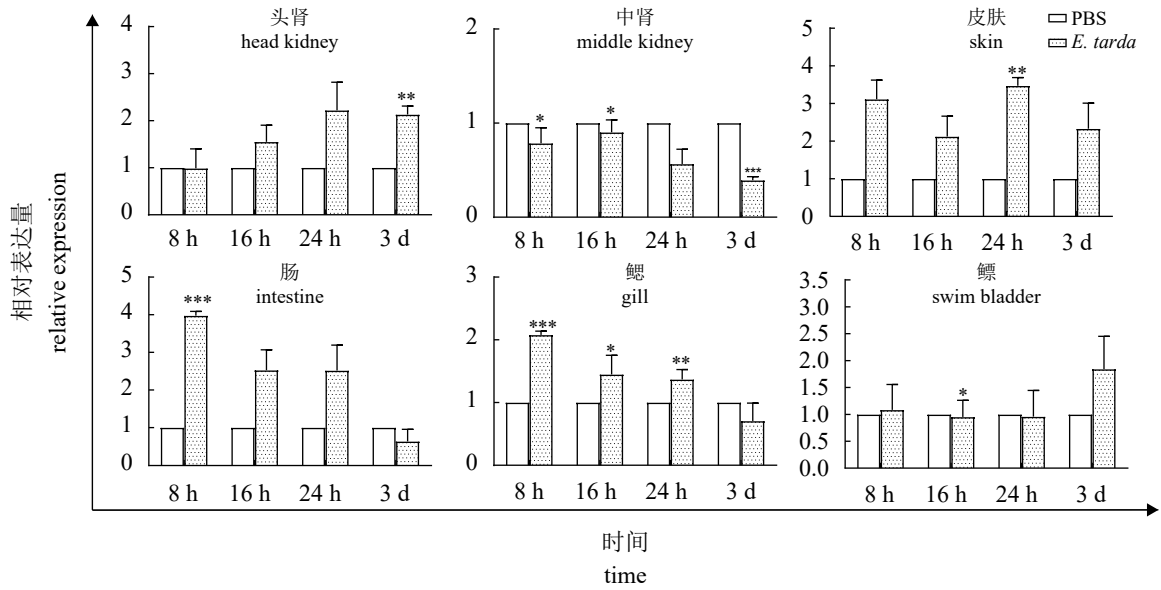 头肾
head kidney
4
3
2
1
0
**
8 h 16 h 24 h 3 d
中肾
middle kidney
2
1
0
*
*
***
8 h 16 h 24 h 3 d
皮肤
skin
PBS
E. tarda
5
4
3
2
1
0
**
8 h 16 h 24 h 3 d
相对表达量
relative expression
肠
intestine
5
4
3
2
1
0
***
8 h 16 h 24 h 3 d
鳃
gill
3
2
1
0
***
*
**
8 h 16 h 24 h 3 d
鳔
swim bladder
3.5
3.0
2.5
2.0
1.5
1.0
0.5
0.0
*
8 h 16 h 24 h 3 d
时间
time